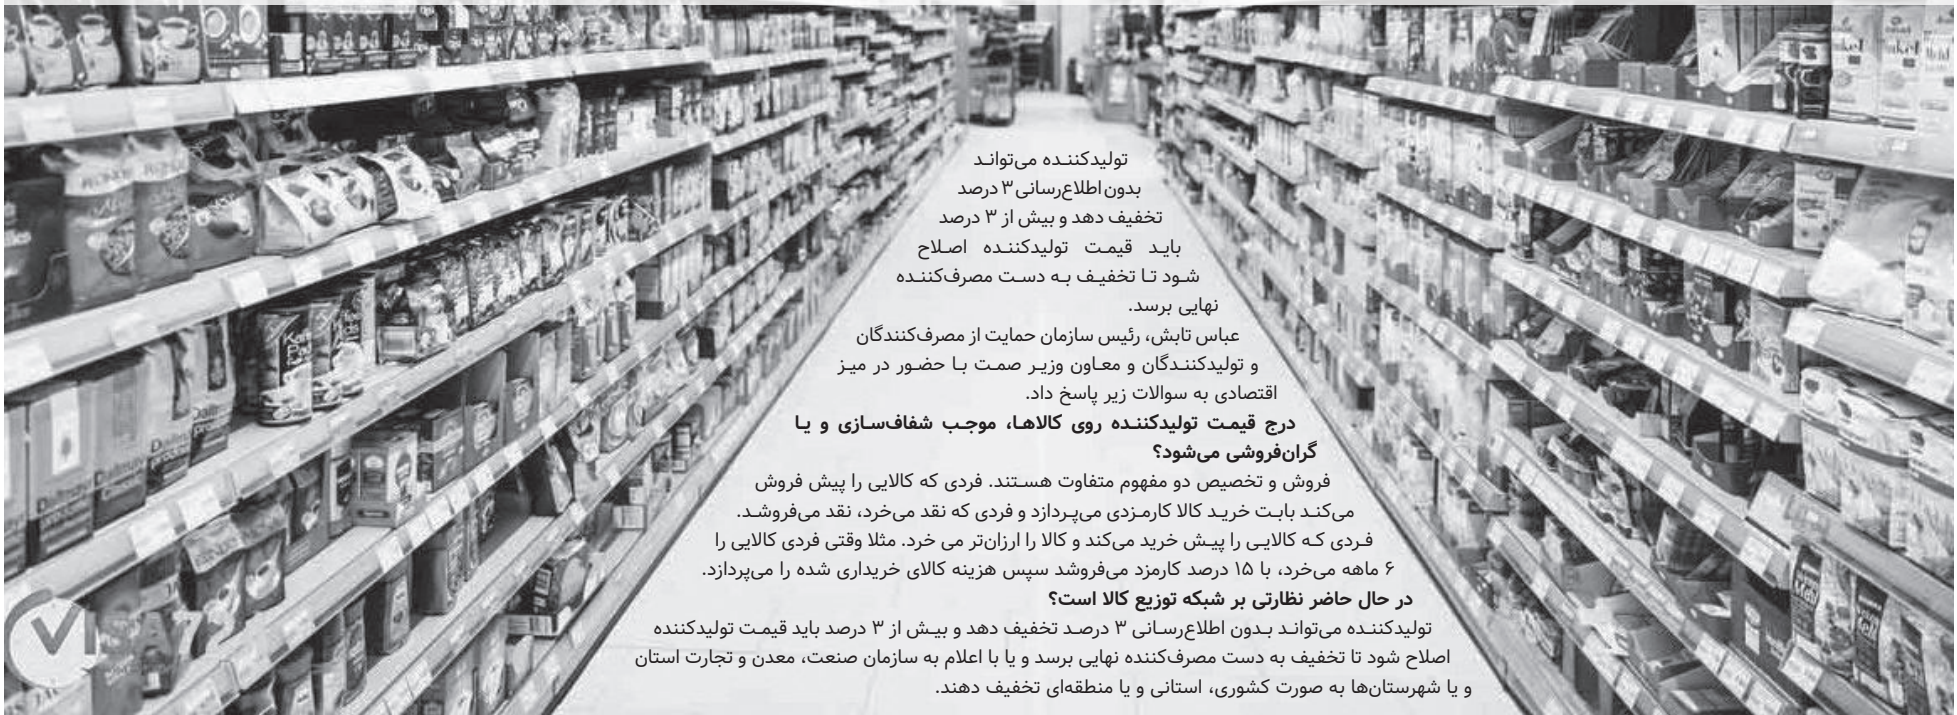 تولیدکننده می‌تواند
بدون اطلاع‌رسانی ۳ درصد
تخفیف دهد و بیش از ۳ درصد
باید قیمت تولیدکننده اصلاح
شود تا تخفیف به دست مصرف‌کننده
نهایی برسد.
عباس تابش، رئیس سازمان حمایت از مصرف‌کنندگان
و تولیدکنندگان و معاون وزیر صمت با حضور در میز
اقتصادی به سوالات زیر پاسخ داد.
درج قیمت تولیدکننده روی کالاها، موجب شفاف‌سازی و یا
گران‌فروشی می‌شود؟
فروش و تخصیص دو مفهوم متفاوت هستند. فردی که کالایی را پیش فروش
می‌کند بابت خرید کالا کارمزدی می‌پردازد و فردی که نقد می‌خرد، نقد می‌فروشد.
فردی که کالایی را پیش خرید می‌کند و کالا را ارزان‌تر می خرد. مثلا وقتی فردی کالایی را
۶ ماهه می‌خرد، با ۱۵ درصد کارمزد می‌فروشد سپس هزینه کالای خریداری شده را می‌پردازد.
در حال حاضر نظارتی بر شبکه توزیع کالا است؟
تولیدکننده می‌تواند بدون اطلاع‌رسانی ۳ درصد تخفیف دهد و بیش از ۳ درصد باید قیمت تولیدکننده
اصلاح شود تا تخفیف به دست مصرف‌کننده نهایی برسد و یا با اعلام به سازمان صنعت، معدن و تجارت استان
و یا شهرستان‌ها به صورت کشوری، استانی و یا منطقه‌ای تخفیف دهند.